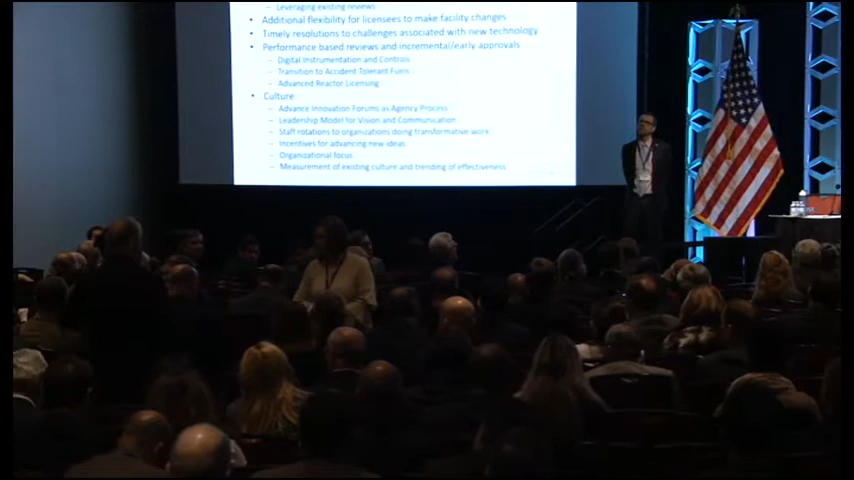 – Leveraging existing reviews
• Additional flexibility for licensees to make facility changes
• Timely resolutions to challenges associated with new technology
• Performance based reviews and incremental/early approvals
– Digital Instrumentation and Controls
– Transition to Accident Tolerant Fuels
– Advanced Reactor Licensing
• Culture
– Advance Innovation Forums as Agency Process
– Leadership Model for Vision and Communication
– Staff rotations to organizations doing transformative work
– Incentives for advancing new ideas
– Organizational focus
– Measurement of existing culture and trending of effectiveness